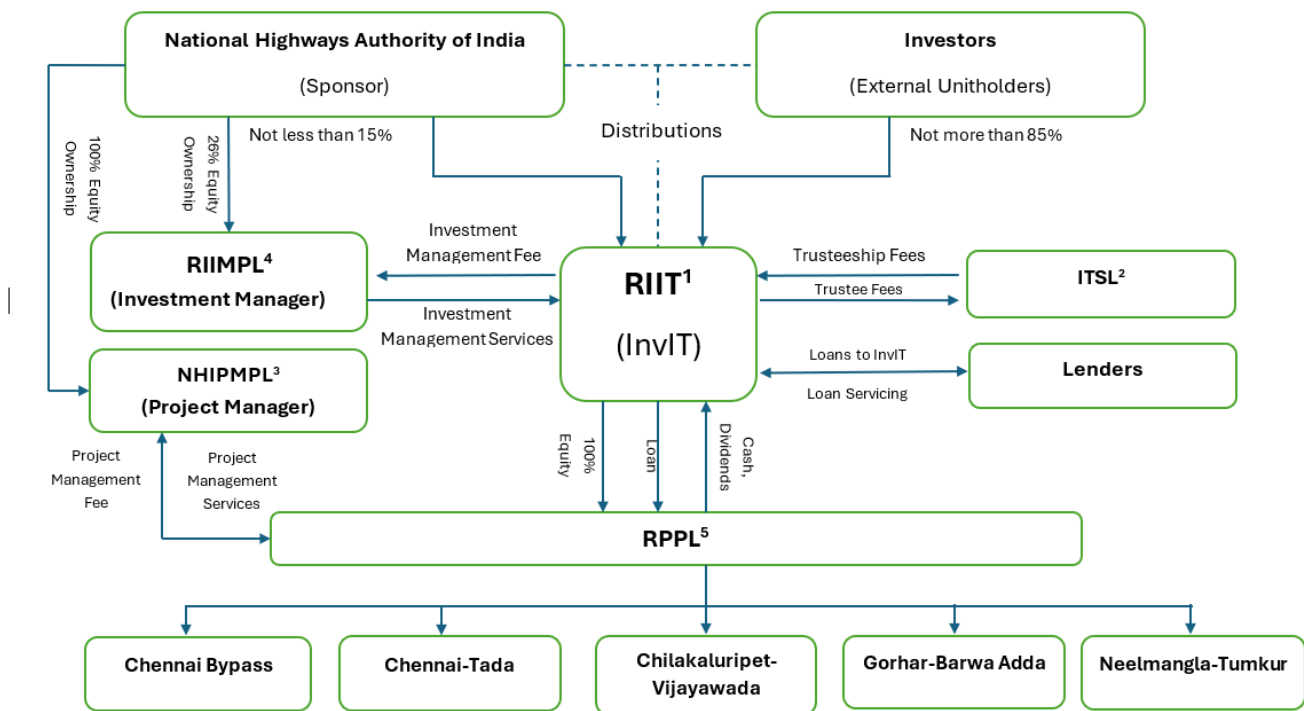 National Highways Authority of India
(Sponsor)
Investors
(External Unitholders)
Distributions
Not less than 15%
Not more than 85%
100% Equity
Ownership
26% Equity
Ownership
RIIMPL⁴
(Investment Manager)
Investment
Management Fee
Investment
Management Services
RIIT¹
(InvIT)
Trusteeship Fees
Trustee Fees
ITSL²
NHIPMPL³
(Project Manager)
Loans to InvIT
Loan Servicing
Lenders
Project
Management
Fee
Project
Management
Services
100%
Equity
Loan
Cash,
Dividends
RPPL⁵
Chennai Bypass
Chennai-Tada
Chilakaluripet-
Vijayawada
Gorhar-Barwa Adda
Neelmangla-Tumkur